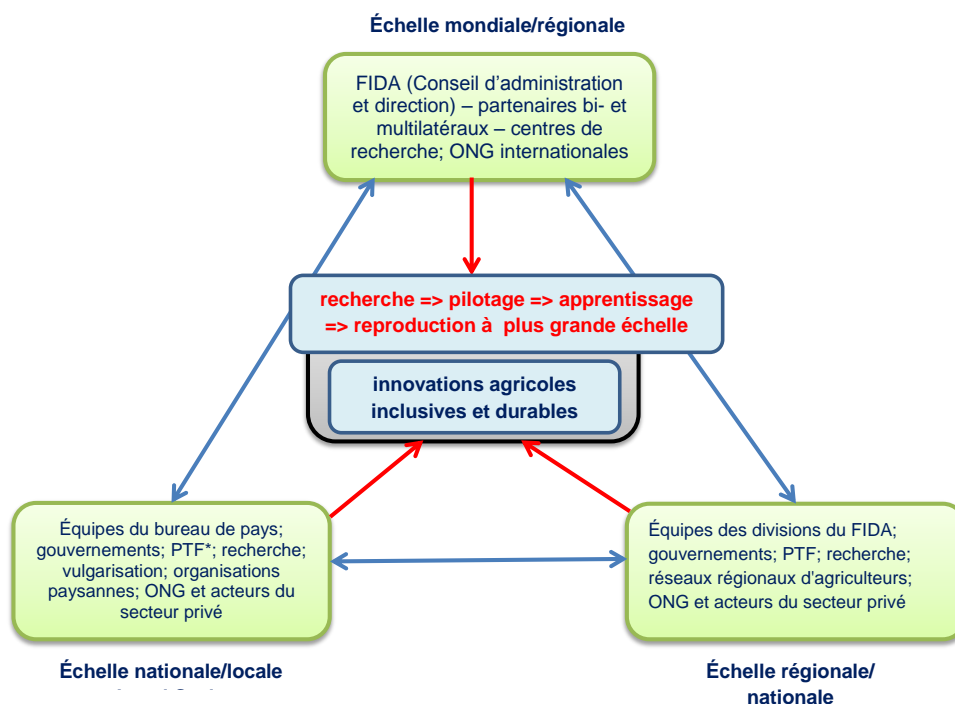 Échelle mondiale/régionale
FIDA (Conseil d'administration
et direction) – partenaires bi- et
multilatéraux – centres de
recherche; ONG internationales
recherche => pilotage => apprentissage
=> reproduction à plus grande échelle
innovations agricoles
inclusives et durables
Équipes du bureau de pays;
gouvernements; PTF*; recherche;
vulgarisation; organisations
paysannes; ONG et acteurs du
secteur privé
Équipes des divisions du FIDA;
gouvernements; PTF; recherche;
réseaux régionaux d'agriculteurs;
ONG et acteurs du secteur privé
Échelle nationale/locale
Échelle régionale/
nationale